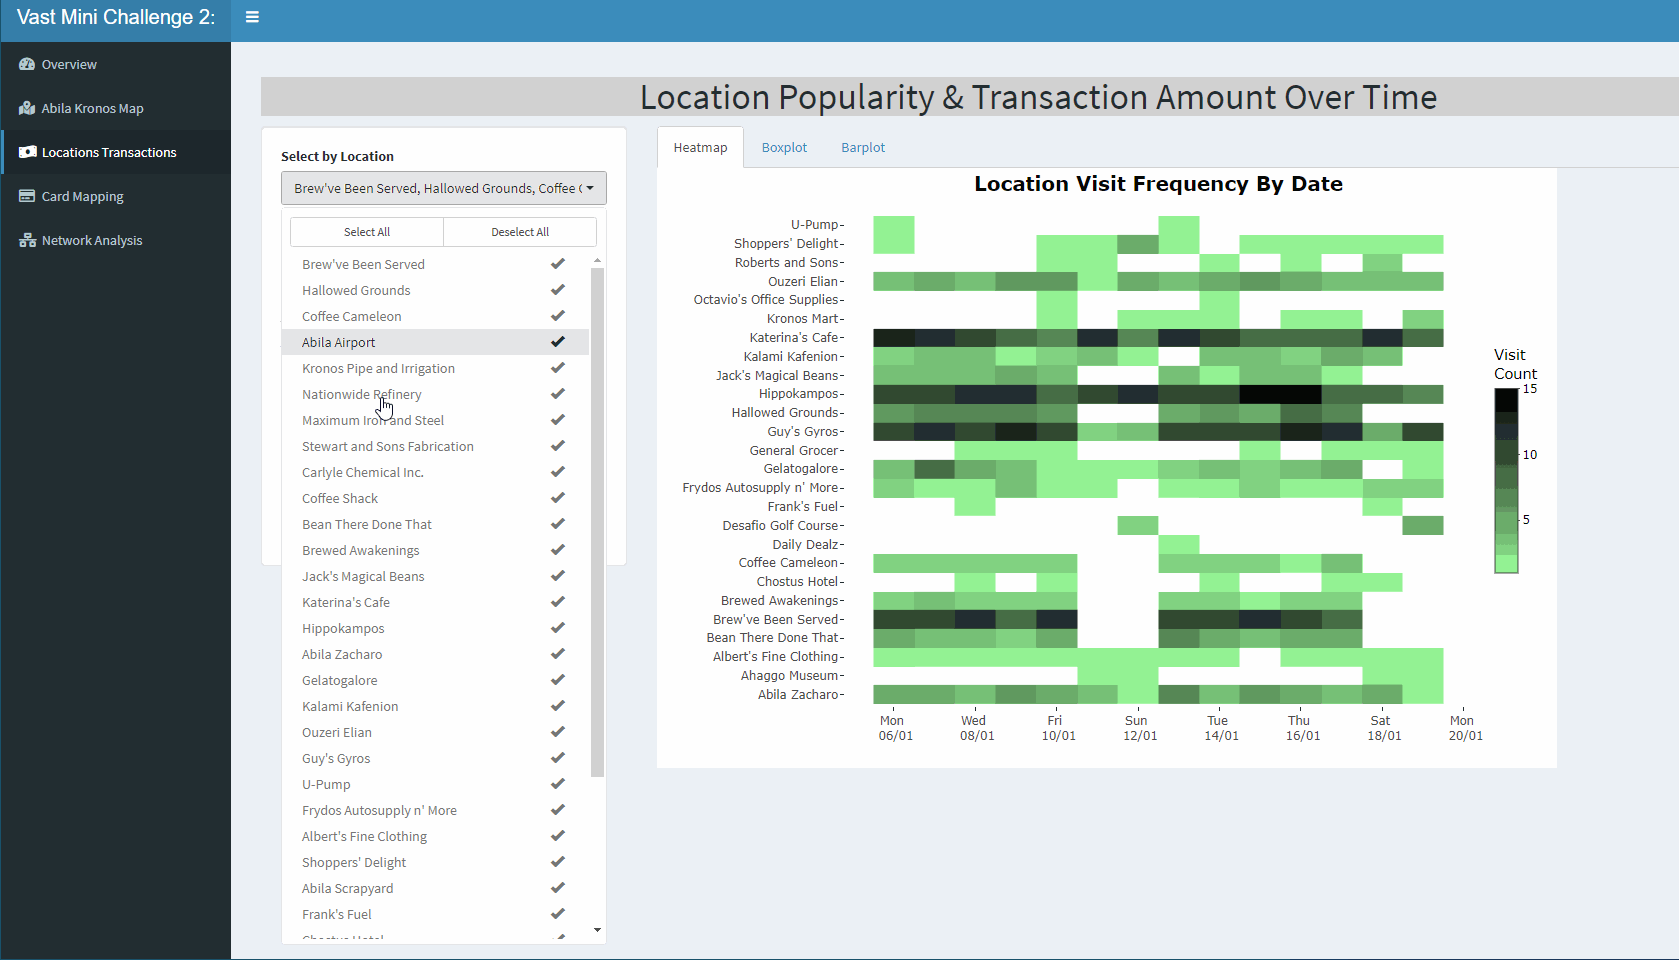 Vast Mini Challenge 2:
Overview
Abila Kronos Map
Locations Transactions
Card Mapping
Network Analysis
Location Popularity & Transaction Amount Over Time
Select by Location
Brew've Been Served, Hallowed Grounds, Coffee C
Select All
Deselect All
Brew've Been Served
Hallowed Grounds
Coffee Cameleon
Abila Airport
Kronos Pipe and Irrigation
Nationwide Refinery
Maximum Iron and Steel
Stewart and Sons Fabrication
Carlyle Chemical Inc.
Coffee Shack
Bean There Done That
Brewed Awakenings
Jack's Magical Beans
Katerina's Cafe
Hippokampos
Abila Zacharo
Gelatogalore
Kalami Kafenion
Ouzeri Elian
Guy's Gyros
U-Pump
Frydos Autosupply n' More
Albert's Fine Clothing
Shoppers' Delight
Abila Scrapyard
Frank's Fuel
Chostus Hotel
Heatmap
Boxplot
Barplot
Location Visit Frequency By Date
U-Pump
Shoppers' Delight
Roberts and Sons
Ouzeri Elian
Octavio's Office Supplies
Kronos Mart
Katerina's Cafe
Kalami Kafenion
Jack's Magical Beans
Hippokampos
Hallowed Grounds
Guy's Gyros
General Grocer
Gelatogalore
Frydos Autosupply n' More
Frank's Fuel
Desafio Golf Course
Daily Dealz
Coffee Cameleon
Chostus Hotel
Brewed Awakenings
Brew've Been Served
Bean There Done That
Albert's Fine Clothing
Ahaggo Museum
Abila Zacharo
Mon
06/01
Wed
08/01
Fri
10/01
Sun
12/01
Tue
14/01
Thu
16/01
Sat
18/01
Mon
20/01
Visit
Count
15
10
5